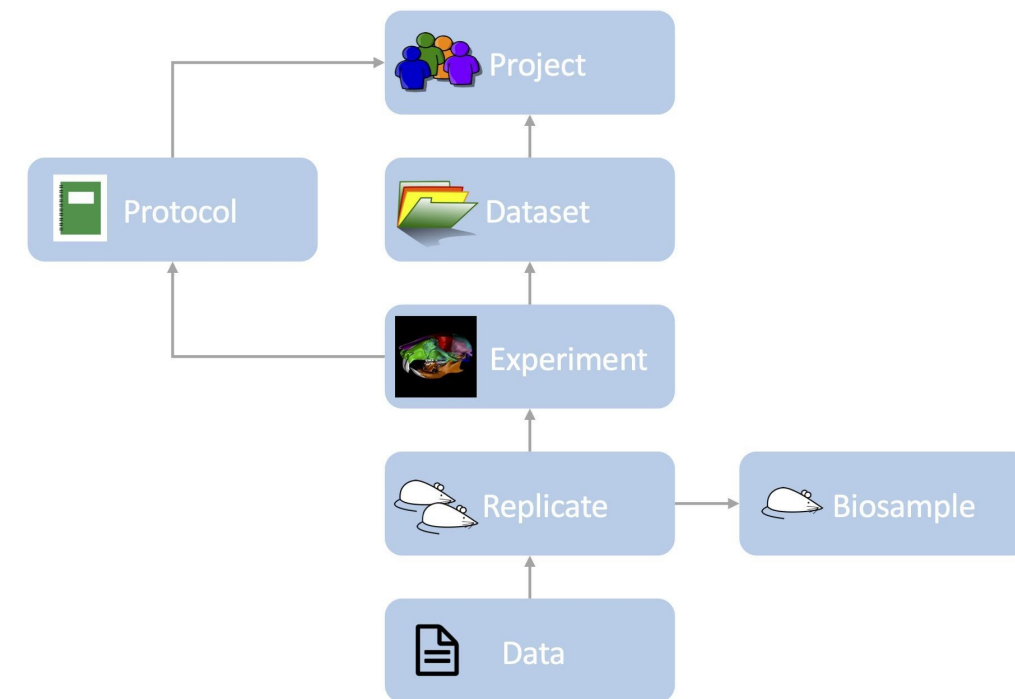 Project
Protocol
Dataset
Experiment
Replicate
Biosample
Data